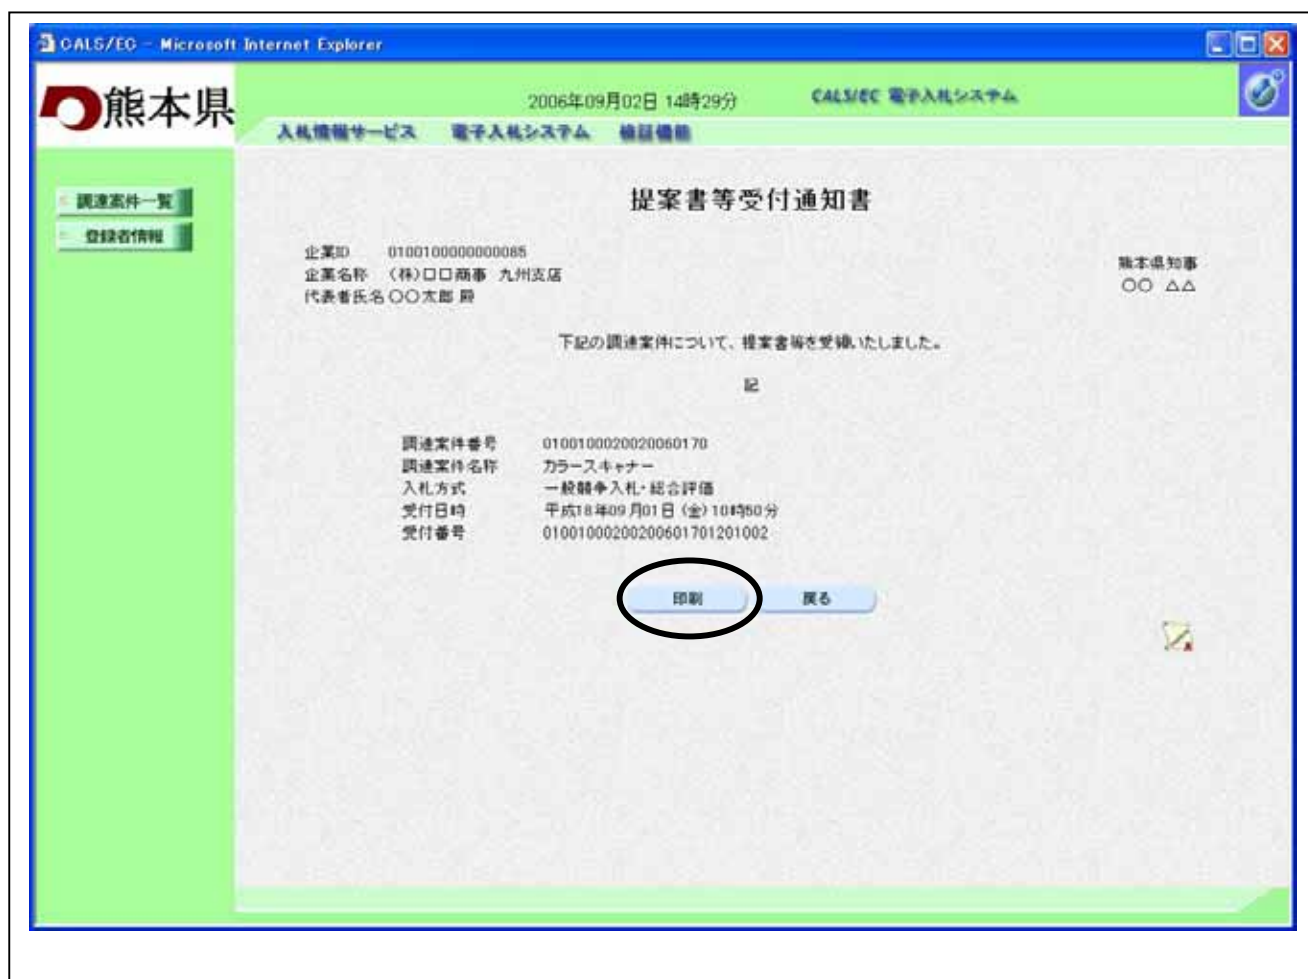 CALS/EC - Microsoft Internet Explorer
熊本県
2006年09月02日 14時29分
CALS/EC 電子入札システム
入札情報サービス 電子入札システム 検証機能
調達案件一覧
登録者情報
提案書等受付通知書
企業ID 0100100000000085
企業名称 (株)口口商事 九州支店
代表者氏名 〇〇太郎 殿
熊本県知事
〇〇 △△
下記の調達案件について、提案書等を受領いたしました。
記
調達案件番号 0100100020020060170
調達案件名称 カラースキャナー
入札方式 一般競争入札・総合評価
受付日時 平成18年09月01日 (金) 10時50分
受付番号 0100100020020060170120​1002
印刷
戻る